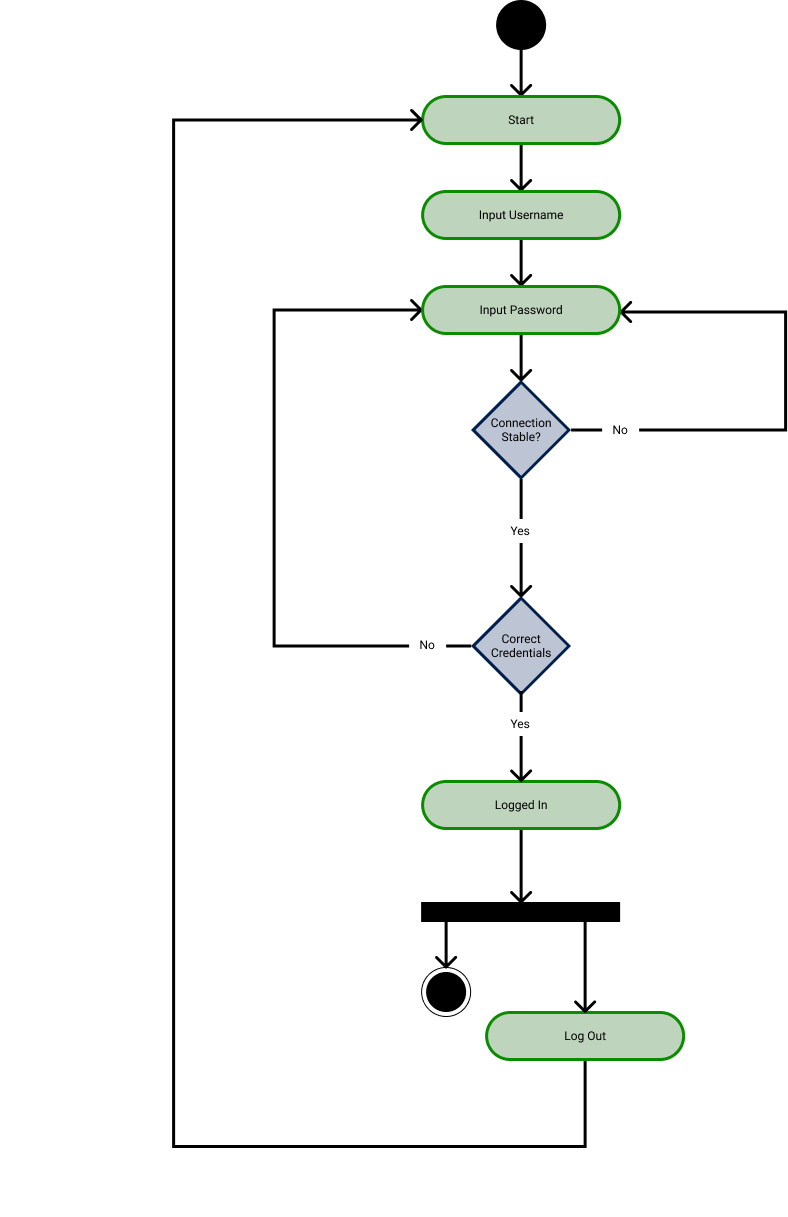 Start
Input Username
Input Password
Connection
Stable?
No
Yes
Correct
Credentials
No
Yes
Logged In
Log Out